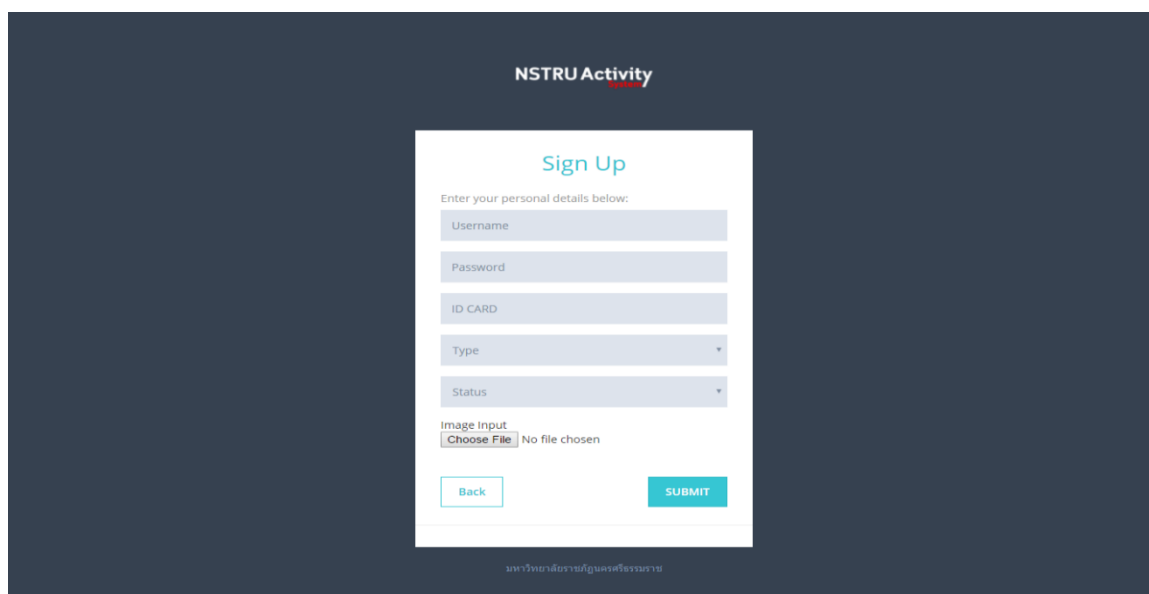 NSTRU Activity
System
Sign Up
Enter your personal details below:
Username
Password
ID CARD
Type
Status
Image Input
Choose File No file chosen
Back
SUBMIT
มหาวิทยาลัยราชภัฏนครศรีธรรมราช